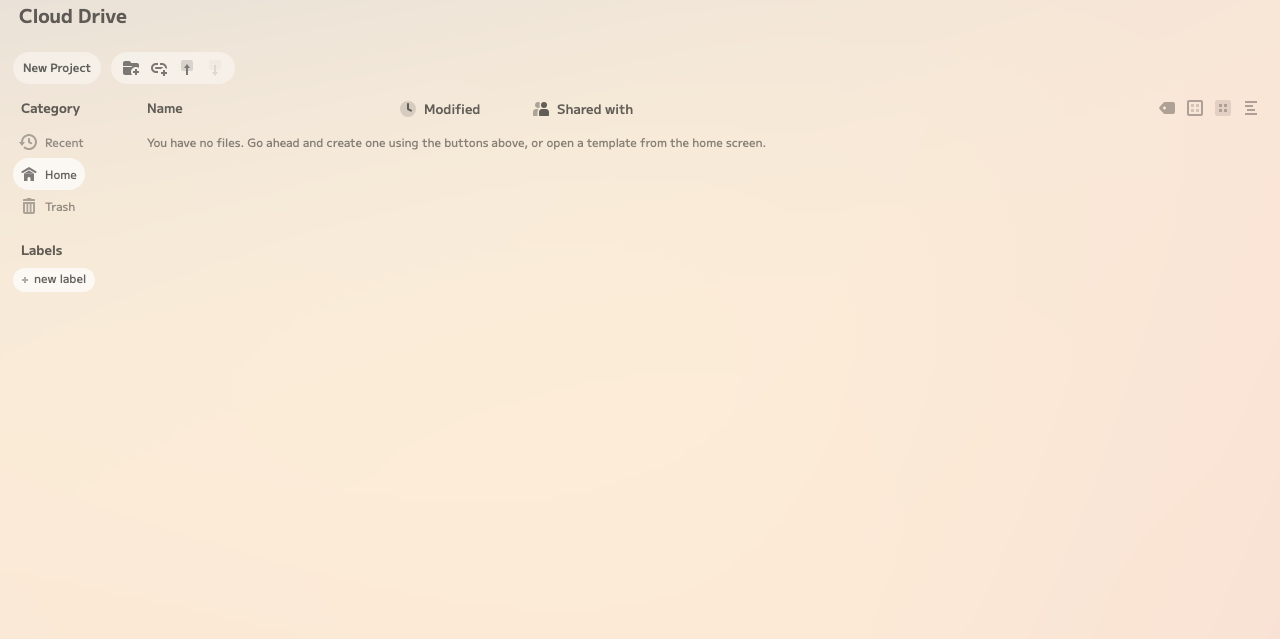 Cloud Drive
New Project
Category
Name
Modified
Shared with
Recent
You have no files. Go ahead and create one using the buttons above, or open a template from the home screen.
Home
Trash
Labels
+ new label